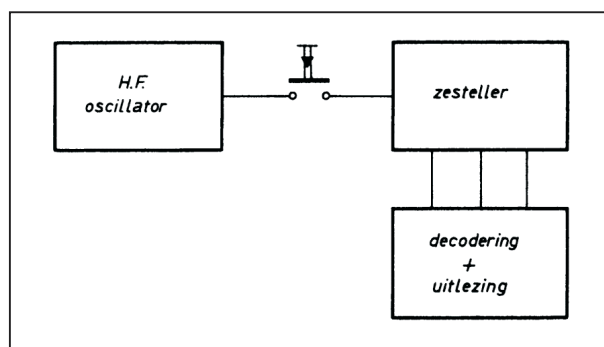 H.F.
oscillator
zesteller
decodering
+
uitlezing